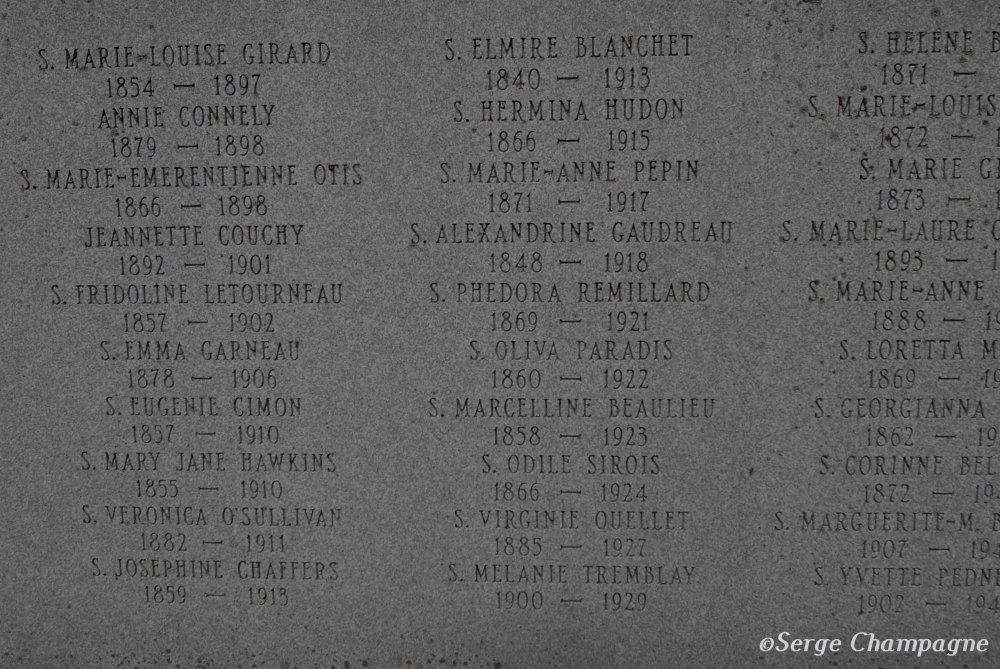 S. MARIE-LOUISE GIRARD
1854 — 1897
ANNIE CONNELY
1879 — 1898
S. MARIE-EMERENTIENNE OTIS
1866 — 1898
JEANNETTE COUCHY
1892 — 1901
S. FRIDOLINE LETOURNEAU
1857 — 1902
S. EMMA GARNEAU
1878 — 1906
S. EUGENIE CIMON
1857 — 1910
S. MARY JANE HAWKINS
1855 — 1910
S. VERONICA O'SULLIVAN
1882 — 1911
S. JOSEPHINE CHAFFERS
1859 — 1913
S. ELMIRE BLANCHET
1840 — 1913
S. HERMINA HUDON
1866 — 1915
S. MARIE-ANNE PEPIN
1871 — 1917
S. ALEXANDRINE GAUDREAU
1848 — 1918
S. PHEDORA REMILLARD
1869 — 1921
S. OLIVA PARADIS
1860 — 1922
S. MARCELLINE BEAULIEU
1858 — 1923
S. ODILE SIROIS
1866 — 1924
S. VIRGINIE OUELLET
1885 — 1927
S. MELANIE TREMBLAY
1900 — 1929
S. HELENE
1871 —
S. MARIE-LOUIS
1872 —
S. MARIE
1873 —
S. MARIE-LAURE
1893 —
S. MARIE-ANNE
1888 —
S. LORETTA
1869 —
S. GEORGIANNA
1862 —
S. CORINNE BEL
1872 —
S. MARGUERITE-M.
1907 —
S. YVETTE PEDN
1902 —
©Serge Champagne